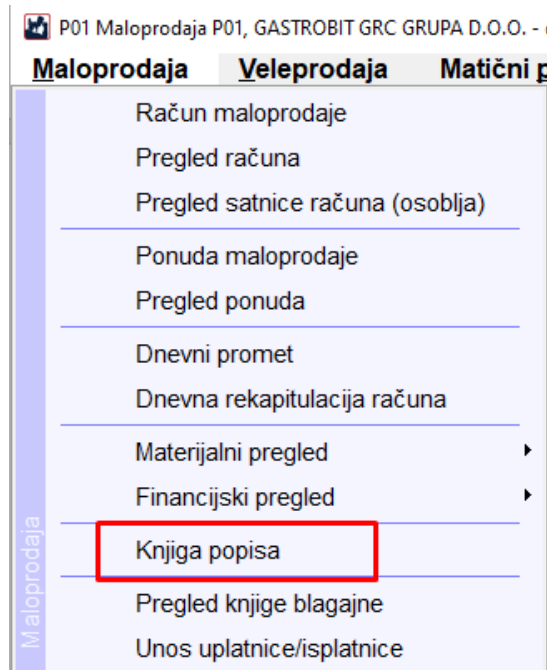 P01 Maloprodaja P01, GASTROBIT GRC GRUPA D.O.O. -
Maloprodaja Veleprodaja Matični
Račun maloprodaje
Pregled računa
Pregled satnice računa (osoblja)
Ponuda maloprodaje
Pregled ponuda
Dnevni promet
Dnevna rekapitulacija računa
Materijalni pregled
Financijski pregled
Knjiga popisa
Pregled knjige blagajne
Unos uplatnice/isplatnice
Maloprodaja